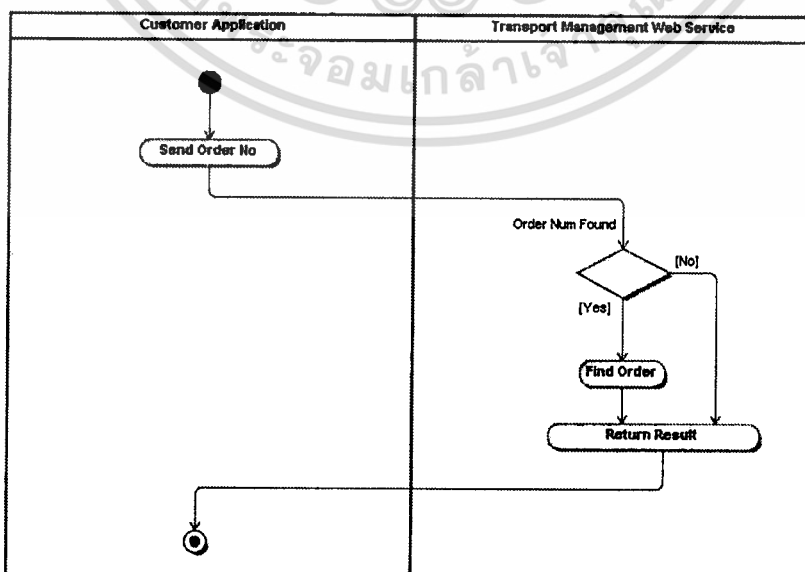 Customer Application
Transport Management Web Service
Send Order No
Order Num Found
[No]
[Yes]
Find Order
Return Result